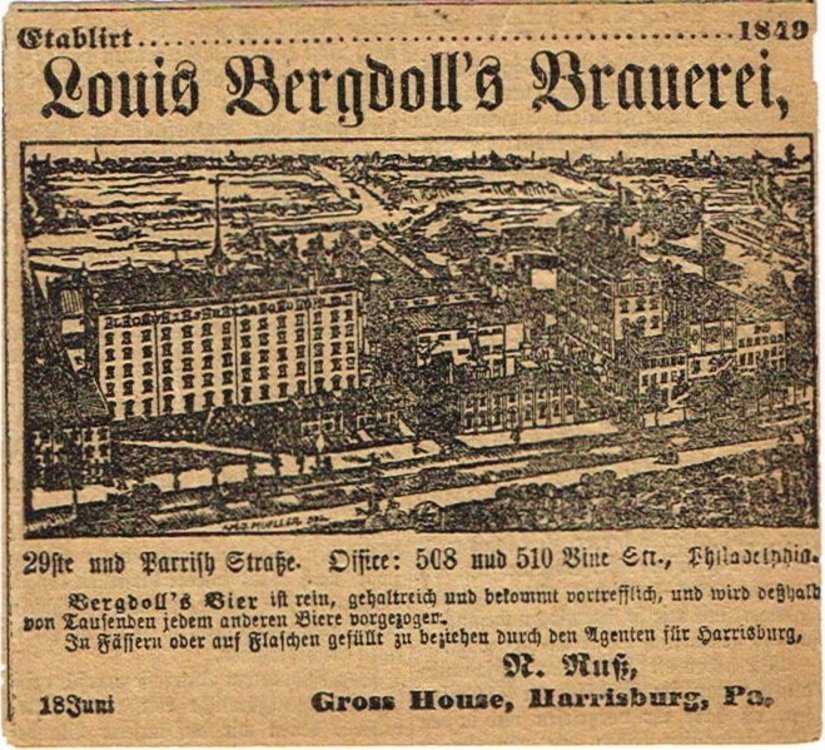 Etablirt........................................1849
Louis Bergdoll's Brauerei,
29ste und Parrish Straße. Office: 508 und 510 Vine Str., Philadelphia.
Bergdoll's Bier ist rein, gehaltreich und bekommt vortrefflich, und wird deßhalb
von Tausenden jedem anderen Biere vorgezogen.
In Fässern oder auf Flaschen gefüllt zu beziehen durch den Agenten für Harrisburg,
N. Ruß,
18Juni Gross House, Harrisburg, Pa.